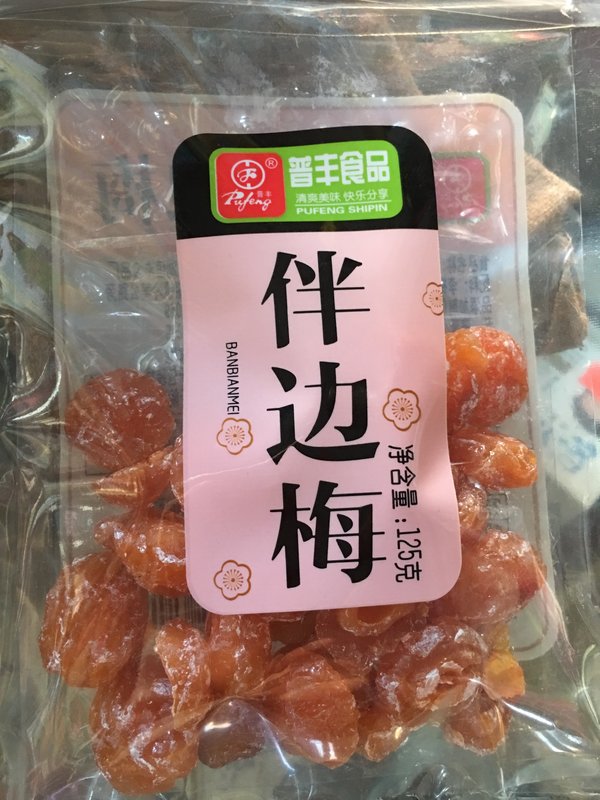 普丰
Pufeng
®
普丰食品
清爽美味 快乐分享
PUFENG SHIPIN
伴边梅
BANBIANMEI
净含量:125克